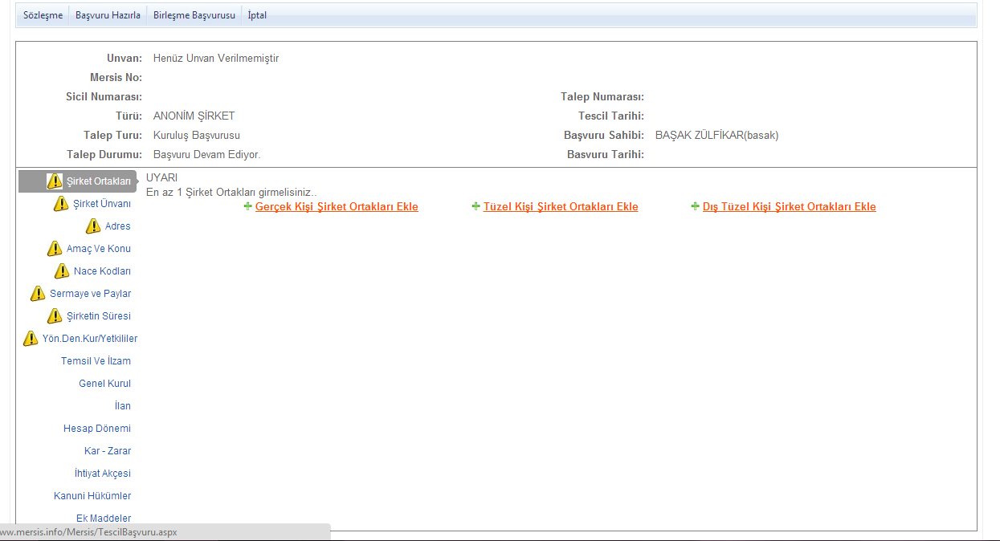 Sözleşme Başvuru Hazırla Birleşme Başvurusu İptal
Unvan: Henüz Unvan Verilmemiştir
Mersis No:
Sicil Numarası: Talep Numarası:
Türü: ANONİM ŞİRKET Tescil Tarihi:
Talep Turu: Kuruluş Başvurusu Başvuru Sahibi: BAŞAK ZÜLFİKAR(basak)
Talep Durumu: Başvuru Devam Ediyor. Basvuru Tarihi:
Şirket Ortakları UYARI
En az 1 Şirket Ortakları girmelisiniz..
Gerçek Kişi Şirket Ortakları Ekle Tüzel Kişi Şirket Ortakları Ekle Dış Tüzel Kişi Şirket Ortakları Ekle
Şirket Ünvanı
Adres
Amaç Ve Konu
Nace Kodları
Sermaye ve Paylar
Şirketin Süresi
Yön.Den.Kur/Yetkililer
Temsil Ve İlzam
Genel Kurul
İlan
Hesap Dönemi
Kar - Zarar
İhtiyat Akçesi
Kanuni Hükümler
Ek Maddeler
ww.mersis.info/Mersis/TescilBaşvuru.aspx